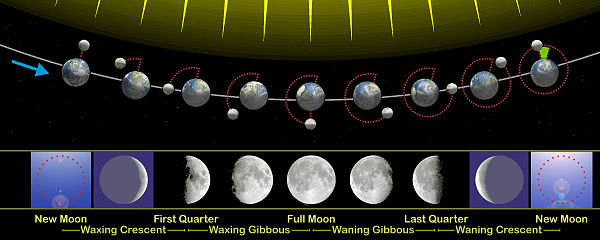 New Moon First Quarter Full Moon Last Quarter New Moon
Waxing Crescent Waxing Gibbous Waning Gibbous Waning Crescent